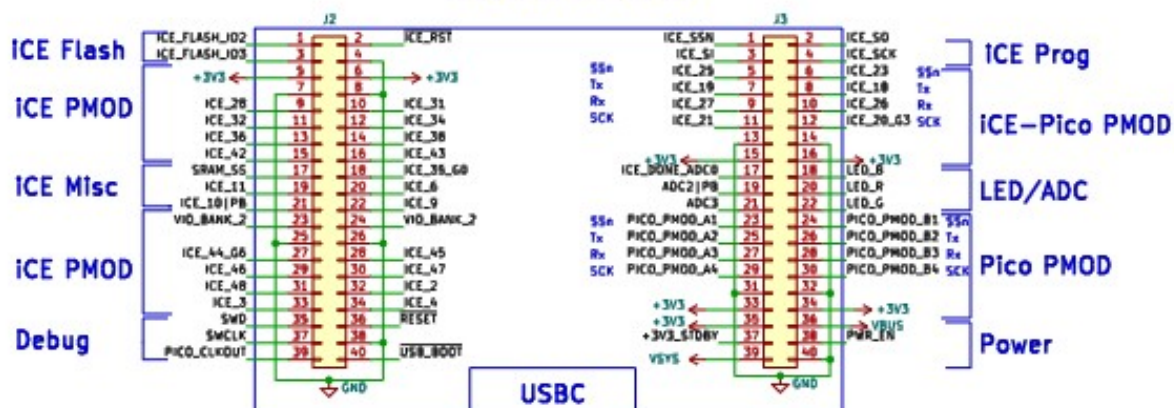 J2 J3
ICE_FLASH_IO2 1 2 ICE_RST ICE_SSN 1 2 ICE_SO
iCE Flash iCE Prog
ICE_FLASH_IO3 3 4 ICE_SI 3 4 ICE_SCK
+3V3 5 6 +3V3 SSn ICE_25 5 6 ICE_23 SSn
7 8 Tx ICE_19 7 8 ICE_18 Tx
iCE PMOD
ICE_28 9 10 ICE_31 Rx ICE_27 9 10 ICE_26 Rx
ICE_32 11 12 ICE_34 SCK ICE_21 11 12 ICE_20_G3 SCK
iCE-Pico PMOD
ICE_36 13 14 ICE_38 13 14
ICE_42 15 16 ICE_43 +3V3 15 16 +3V3
SRAM_SS 17 18 ICE_35_G0 ICE_DONE_ADC0 17 18 LED_B
iCE Misc LED/ADC
ICE_11 19 20 ICE_6 ADC2|PB 19 20 LED_R
ICE_10|PB 21 22 ICE_9 ADC3 21 22 LED_G
VIO_BANK_2 23 24 VIO_BANK_2 SSn PICO_PMOD_A1 23 24 PICO_PMOD_B1 SSn
25 26 Tx PICO_PMOD_A2 25 26 PICO_PMOD_B2 Tx
ICE_44_G6 27 28 ICE_45 Rx PICO_PMOD_A3 27 28 PICO_PMOD_B3 Rx
iCE PMOD Pico PMOD
ICE_46 29 30 ICE_47 SCK PICO_PMOD_A4 29 30 PICO_PMOD_B4 SCK
ICE_48 31 32 ICE_2 31 32
ICE_3 33 34 ICE_4 +3V3 33 34 +3V3
SWD 35 36 RESET +3V3 35 36 VBUS
Debug Power
SWCLK 37 38 +3V3_STDBY 37 38 PWR_EN
PICO_CLKOUT 39 40 USB_BOOT VSYS 39 40
GND GND
USBC